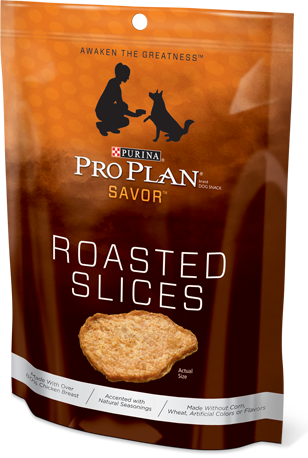 AWAKEN THE GREATNESS™
PURINA
PRO PLAN®
brand
DOG SNACK
SAVOR™
ROASTED
SLICES
Actual
Size
Made With Over
Chicken Breast
Accented with
Natural Seasonings
Made Without Corn,
Wheat, Artificial Colors or Flavors